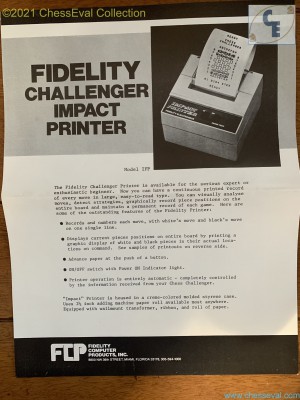 ©2021 ChessEval Collection
FIDELITY
CHALLENGER
IMPACT
PRINTER
Model IFP
The Fidelity Challenger Printer is available for the serious expert or
enthusiastic beginner. Now you can have a continuous printed record
of every move in large, easy-to-read type. You can visually analyze
moves, detect strategies, graphically record piece positions on the
entire board and maintain a permanent record of each game. Here are
some of the outstanding features of the Fidelity Printer:
● Records and numbers each move, with white's move and black's move
on one single line.
● Displays current pieces positions on entire board by printing a
graphic display of white and black pieces in their actual loca-
tions on command. See samples of printouts on reverse side.
● Advance paper at the push of a button.
● ON/OFF switch with Power ON indicator light.
● Printer operation is entirely automatic - completely controlled
by the information received from your Chess Challenger.
"Impact" Printer is housed in a creme-colored molded styrene case.
Uses 2¼ inch adding machine paper roll available most anywhere.
Equipped with wallmount transformer, ribbon, and roll of paper.
FCP
FIDELITY
COMPUTER
PRODUCTS, INC.
www.chesseval.com